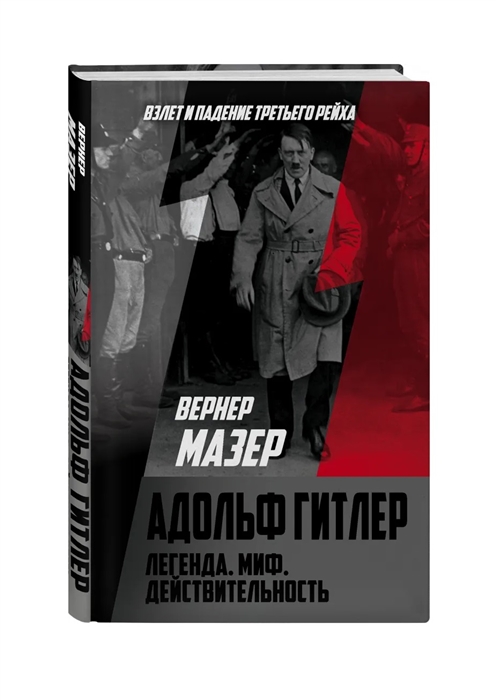 ВЗЛЕТ И ПАДЕНИЕ ТРЕТЬЕГО РЕЙХА
ВЕРНЕР
МАЗЕР
АДОЛЬФ ГИТЛЕР
ЛЕГЕНДА. МИФ.
ДЕЙСТВИТЕЛЬНОСТЬ
ВЕРНЕР
МАЗЕР
АДОЛЬФ ГИТЛЕР